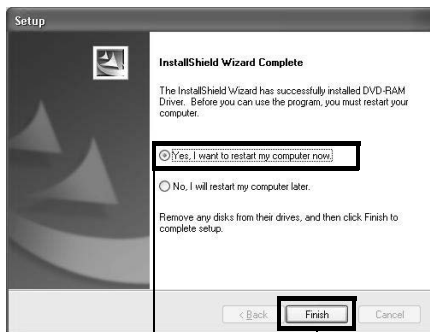 Setup
InstallShield Wizard Complete
The InstallShield Wizard has successfully installed DVD-RAM
Driver. Before you can use the program, you must restart your
computer.
Yes, I want to restart my computer now.
No, I will restart my computer later.
Remove any disks from their drives, and then click Finish to
complete setup.
< Back Finish Cancel